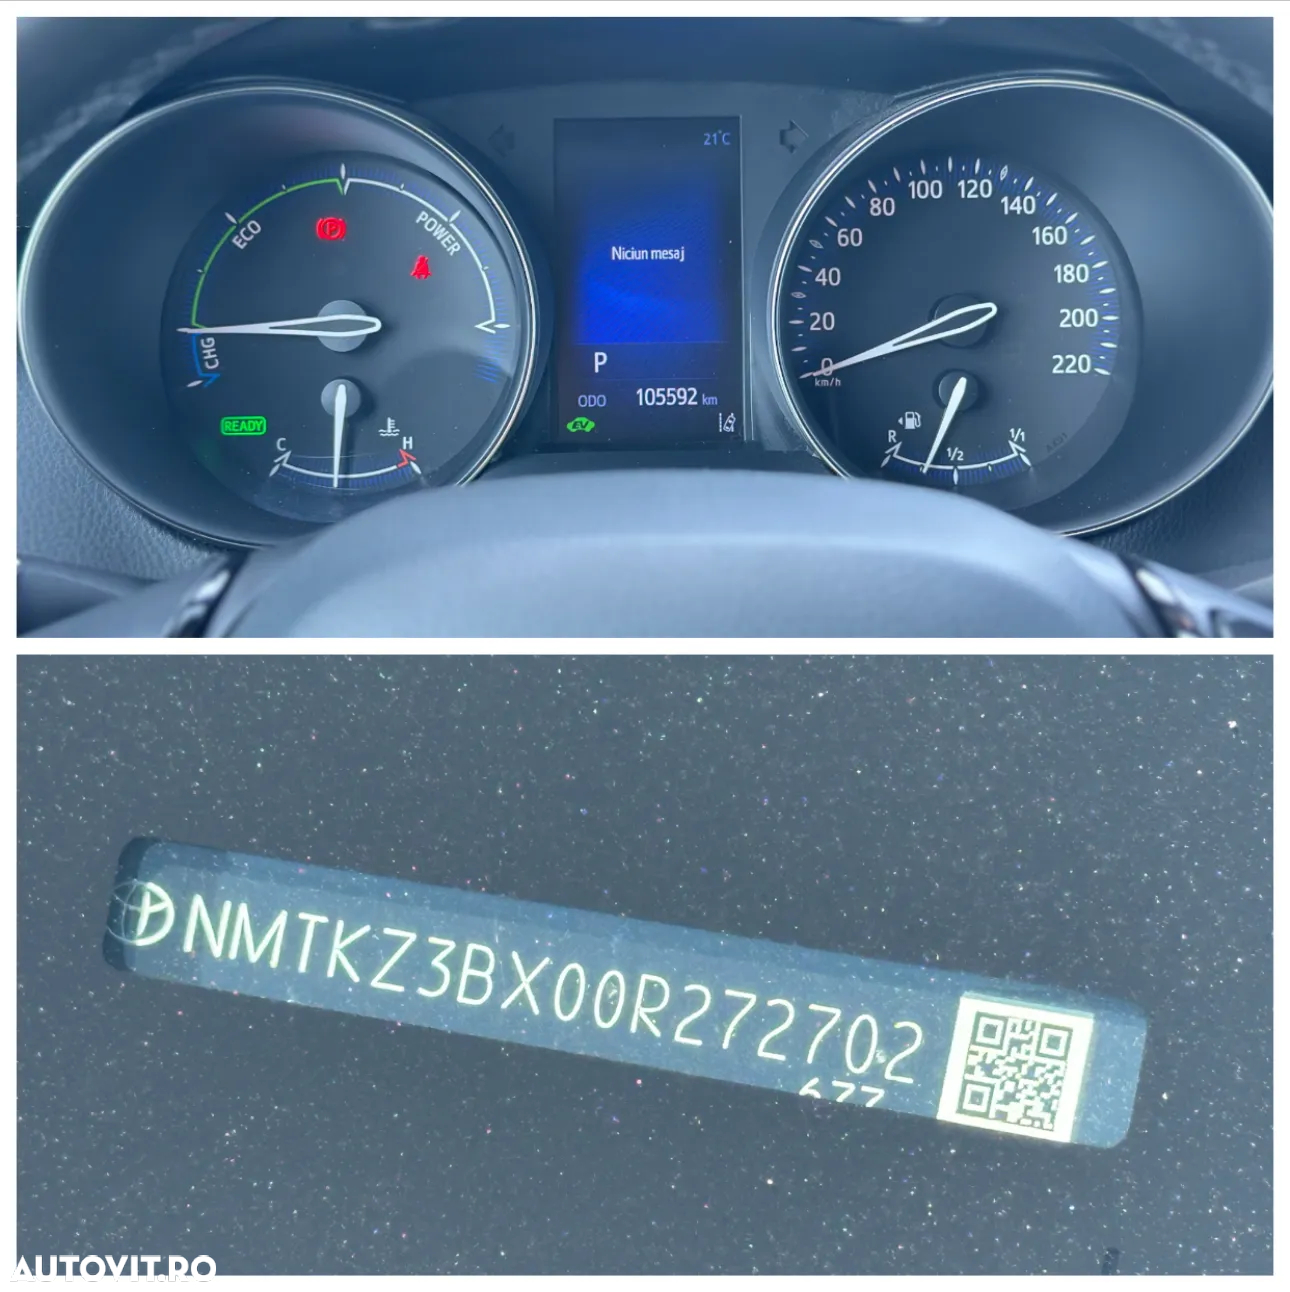 21°C
ECO
POWER
CHG
READY
C
H
Niciun mesaj
P
ODO 105592 km
EV
0
20
40
60
80
100
120
140
160
180
200
220
km/h
R
1/2
1/1
NMTKZ3BX00R272702
AUTOVIT.RO